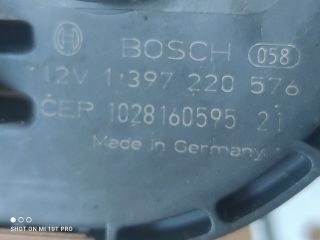 BOSCH 058
12V 1 397 220 576
CEP 1028160595 21
Made in Germany
SHOT ON MI 10T PRO